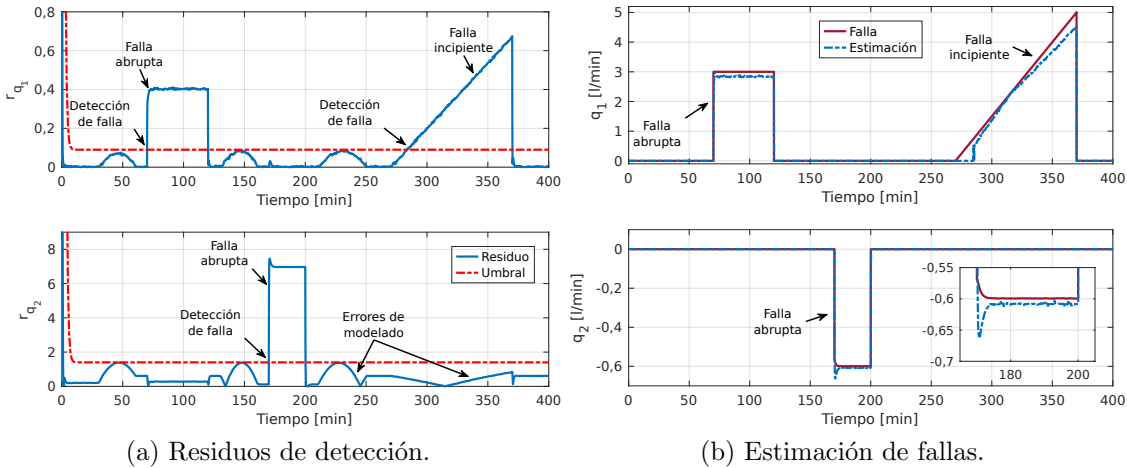 0,8
0,6
0,4
0,2
0
r_{q_1}
Falla
abrupta
Detección
de falla
Falla
incipiente
Detección
de falla
0 50 100 150 200 250 300 350 400
Tiempo [min]
8
6
4
2
0
r_{q_2}
Falla
abrupta
Detección
de falla
Errores de
modelado
Residuo
Umbral
0 50 100 150 200 250 300 350 400
Tiempo [min]
(a) Residuos de detección.
5
4
3
2
1
0
q_1 [l/min]
Falla
Estimación
Falla
abrupta
Falla
incipiente
0 50 100 150 200 250 300 350 400
Tiempo [min]
0
-0,2
-0,4
-0,6
q_2 [l/min]
Falla
abrupta
-0,55
-0,6
-0,65
-0,7
180 200
0 50 100 150 200 250 300 350 400
Tiempo [min]
(b) Estimación de fallas.